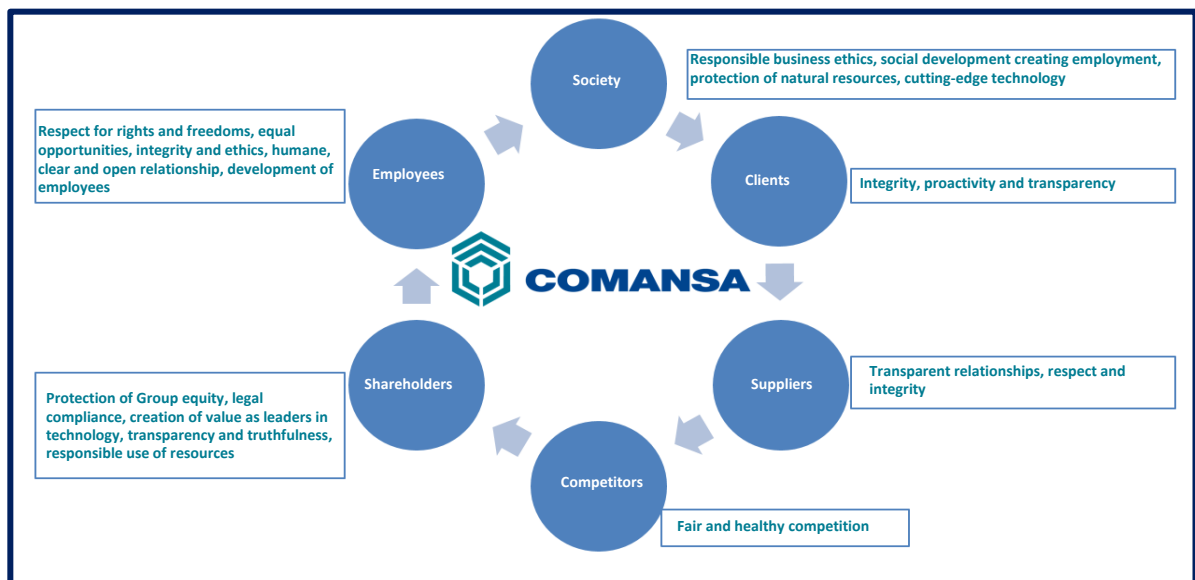 Society
Responsible business ethics, social development creating employment,
protection of natural resources, cutting-edge technology
Respect for rights and freedoms, equal
opportunities, integrity and ethics, humane,
clear and open relationship, development of
employees
Employees
Clients
Integrity, proactivity and transparency
COMANSA
Shareholders
Suppliers
Transparent relationships, respect and
integrity
Protection of Group equity, legal
compliance, creation of value as leaders in
technology, transparency and truthfulness,
responsible use of resources
Competitors
Fair and healthy competition